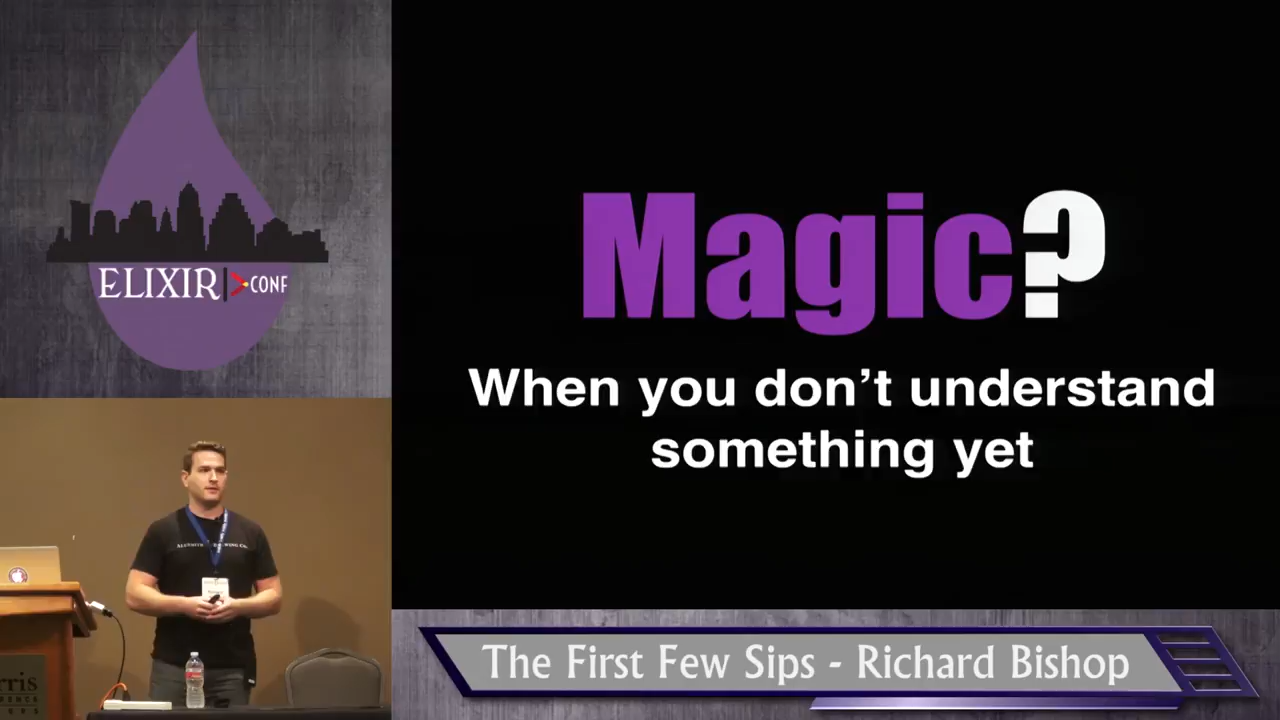 ELIXIR CONF
Magic?
When you don't understand
something yet
The First Few Sips - Richard Bishop